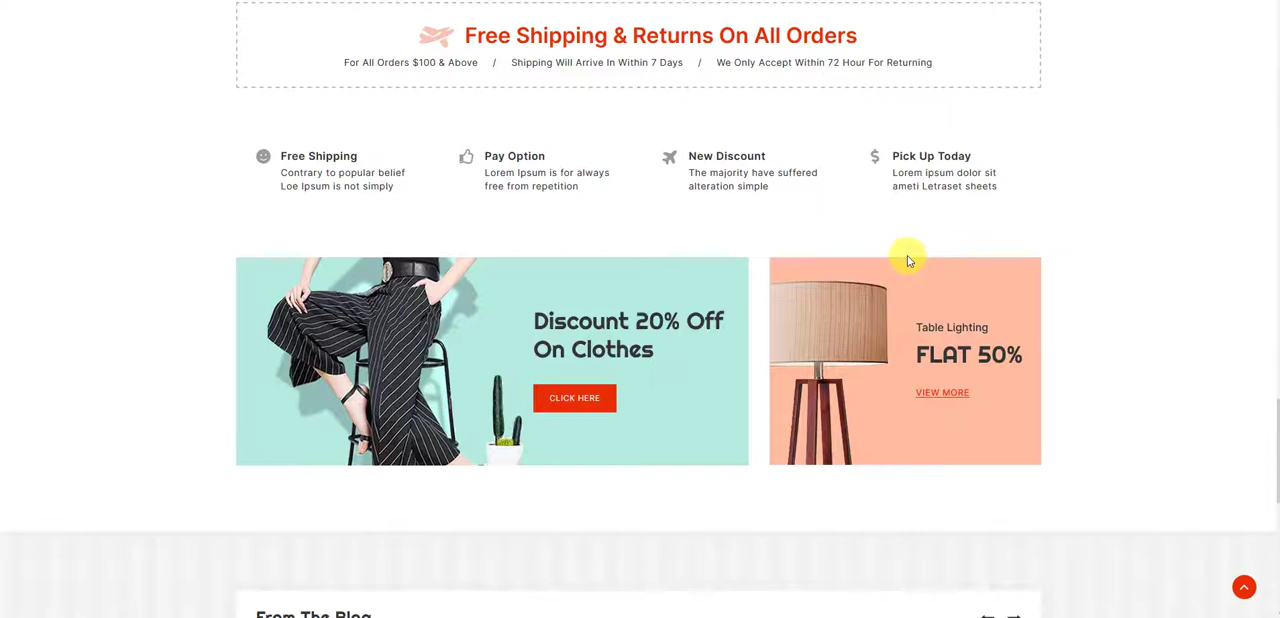 Free Shipping & Returns On All Orders
For All Orders $100 & Above / Shipping Will Arrive In Within 7 Days / We Only Accept Within 72 Hour For Returning
Free Shipping
Contrary to popular belief
Loe Ipsum is not simply
Pay Option
Lorem Ipsum is for always
free from repetition
New Discount
The majority have suffered
alteration simple
Pick Up Today
Lorem ipsum dolor sit
ameti Letraset sheets
Discount 20% Off
On Clothes
CLICK HERE
Table Lighting
FLAT 50%
VIEW MORE
From The Blog